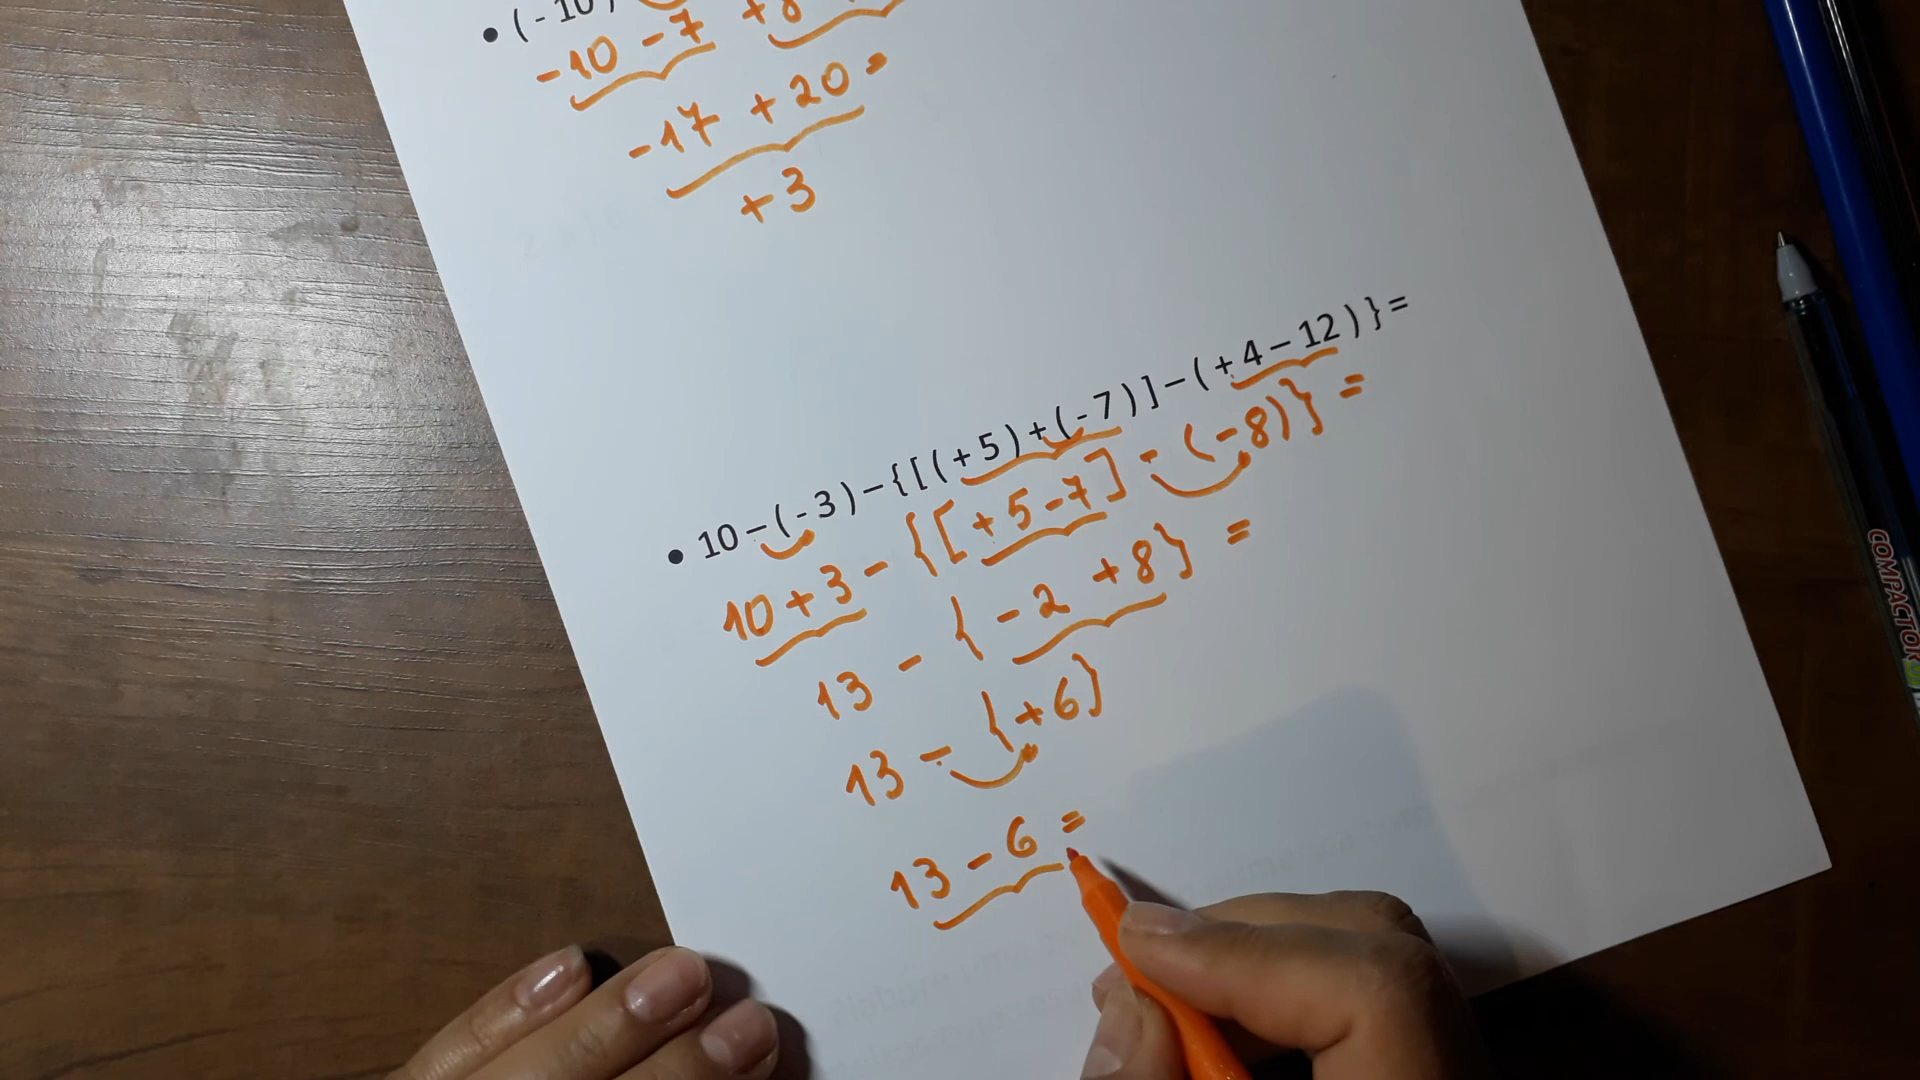 • (-10)
-10 -7 +8
-17 +20 =
+3
• 10-(-3)-{[(+5)+(-7)]-(+4-12)}=
10+3-{[+5-7]-(-8)}=
13 - {-2 +8} =
13 - {+6}
13 - 6 =
COMPACTOR